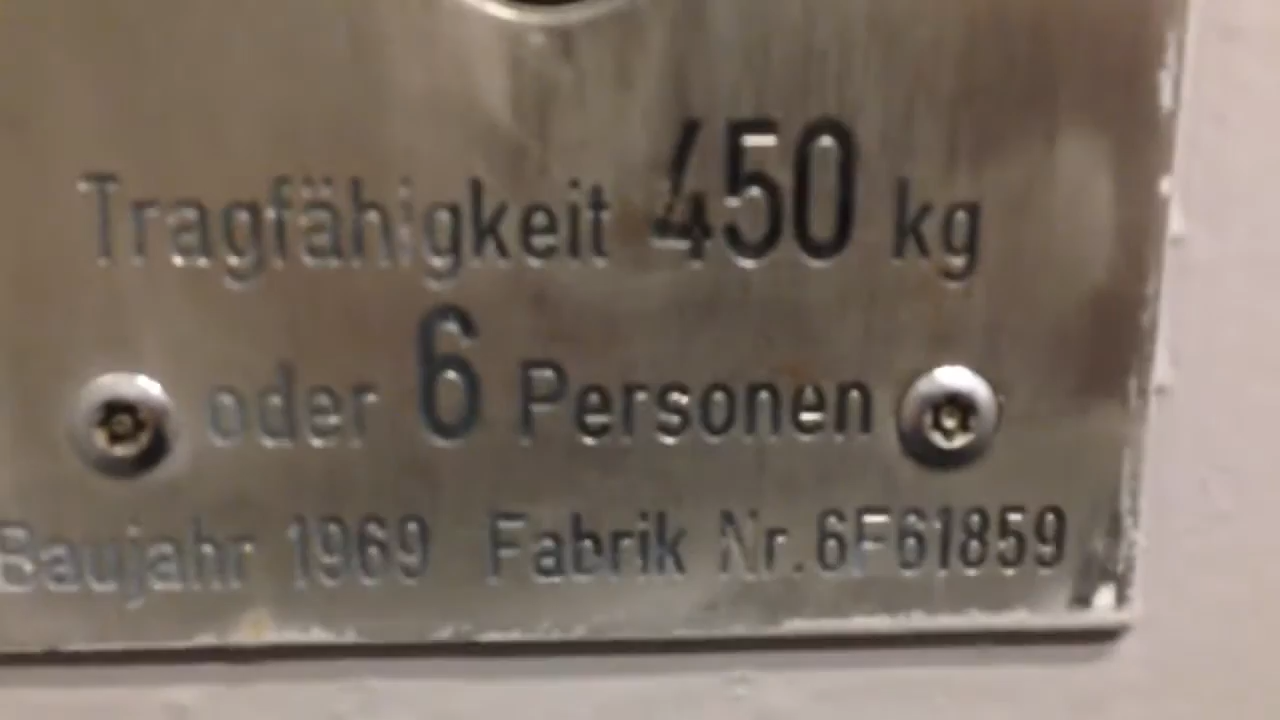 Tragfähigkeit 450 kg
oder 6 Personen
Baujahr 1969 Fabrik Nr. 6F61859